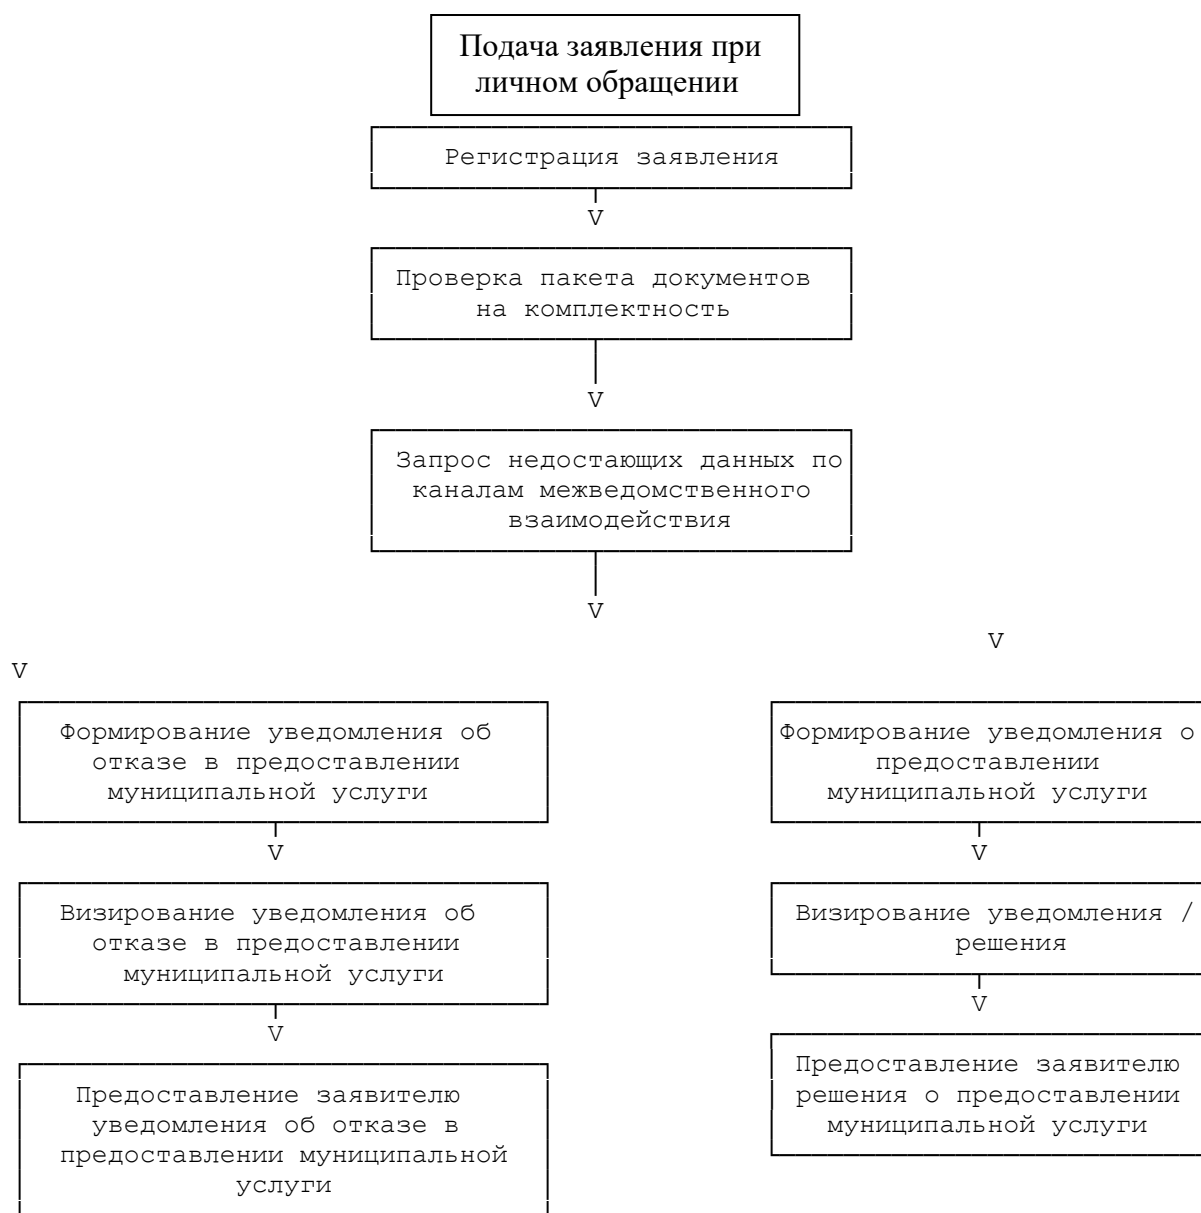 Подача заявления при
личном обращении
Регистрация заявления
V
Проверка пакета документов
на комплектность
V
Запрос недостающих данных по
каналам межведомственного
взаимодействия
V
V
V
Формирование уведомления об
отказе в предоставлении
муниципальной услуги
V
Визирование уведомления об
отказе в предоставлении
муниципальной услуги
V
Предоставление заявителю
уведомления об отказе в
предоставлении муниципальной
услуги
Формирование уведомления о
предоставлении
муниципальной услуги
V
Визирование уведомления /
решения
V
Предоставление заявителю
решения о предоставлении
муниципальной услуги